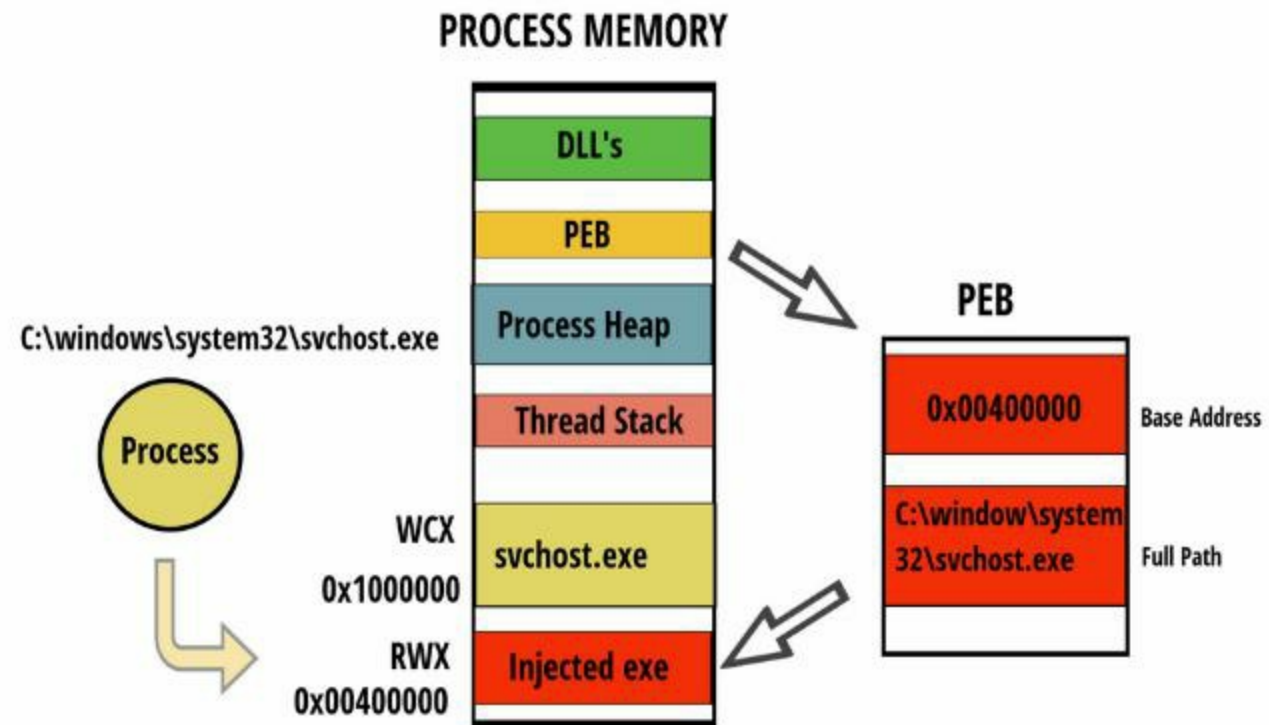 PROCESS MEMORY
DLL's
PEB
Process Heap
Thread Stack
svchost.exe
Injected exe
C:\windows\system32\svchost.exe
Process
WCX
0x1000000
RWX
0x00400000
PEB
0x00400000
Base Address
C:\window\system
32\svchost.exe
Full Path